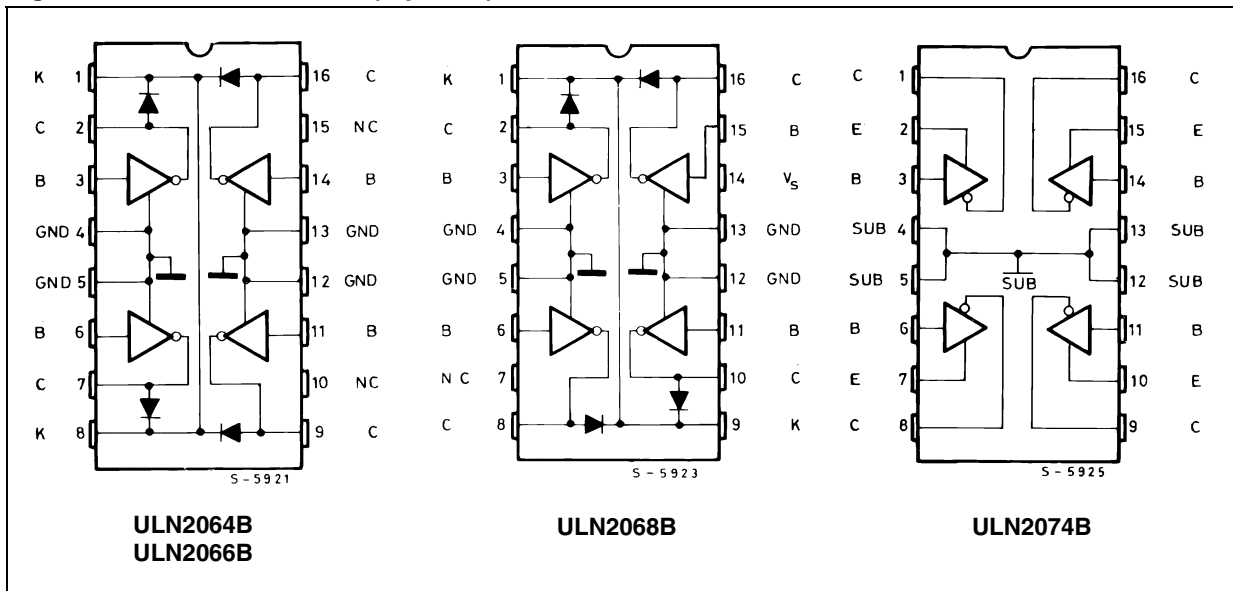 K 1 16 C K 1 16 C C 1 16 C
C 2 15 NC C 2 15 B E 2 15 E
B 3 14 B B 3 14 VS B 3 14 B
GND 4 13 GND GND 4 13 GND SUB 4 13 SUB
GND 5 12 GND GND 5 12 GND SUB 5 SUB 12 SUB
B 6 11 B B 6 11 B B 6 11 B
C 7 10 NC NC 7 10 C E 7 10 E
K 8 9 C C 8 9 K C 8 9 C
S-5921 S-5923 S-5925
ULN2064B ULN2068B ULN2074B
ULN2066B